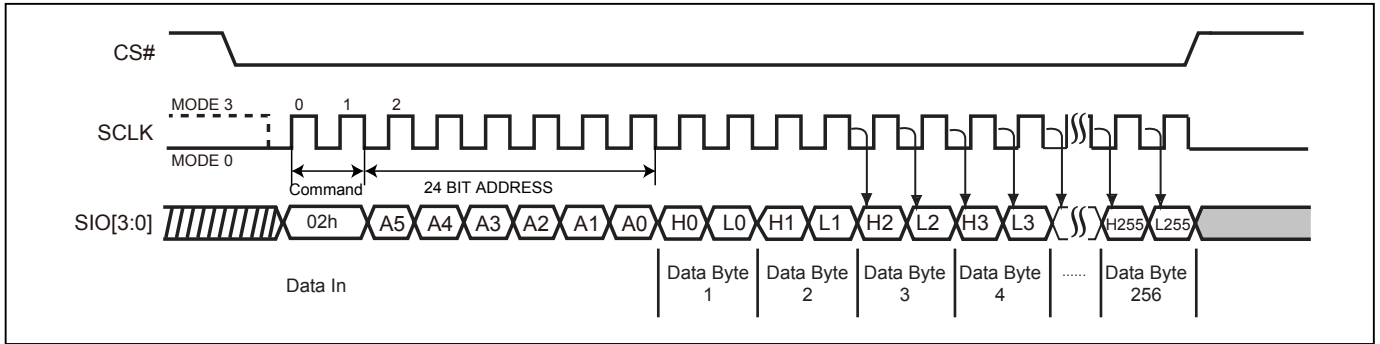 CS#
MODE 3
0 1 2
SCLK
MODE 0
Command
24 BIT ADDRESS
SIO[3:0]
02h A5 A4 A3 A2 A1 A0 H0 L0 H1 L1 H2 L2 H3 L3 H255 L255
Data In
Data Byte 1
Data Byte 2
Data Byte 3
Data Byte 4
......
Data Byte 256